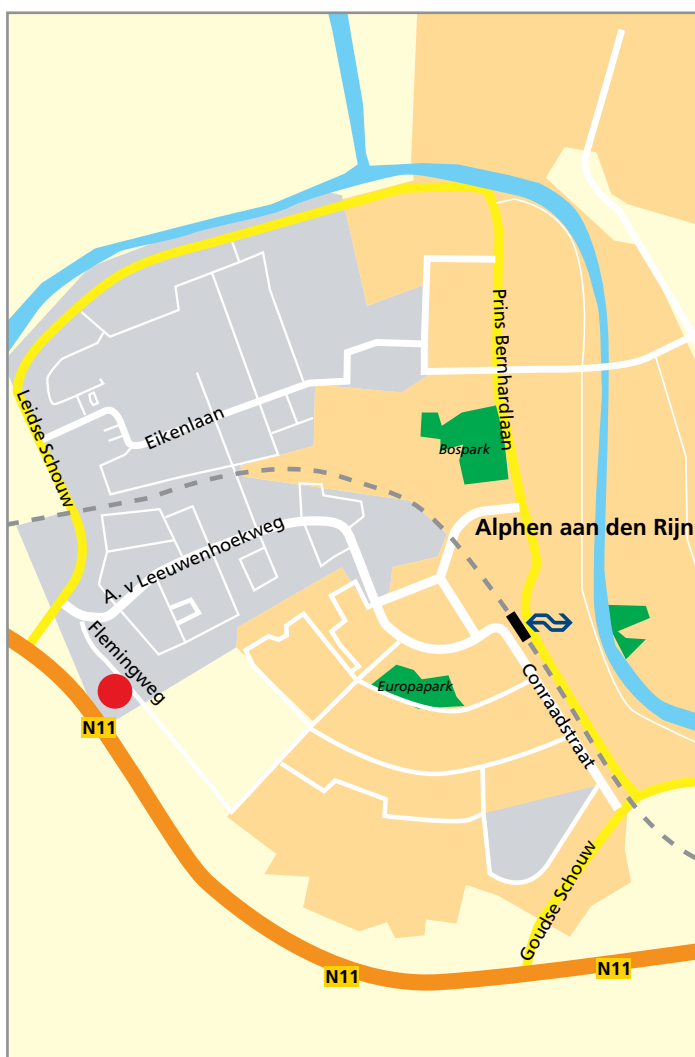 Prins Bernhardlaan
Leidse Schouw
Eikenlaan
Bospark
A. v Leeuwenhoekweg
Alphen aan den Rijn
Flemingweg
Europapark
Conraadstraat
N11
Goudse Schouw
N11
N11